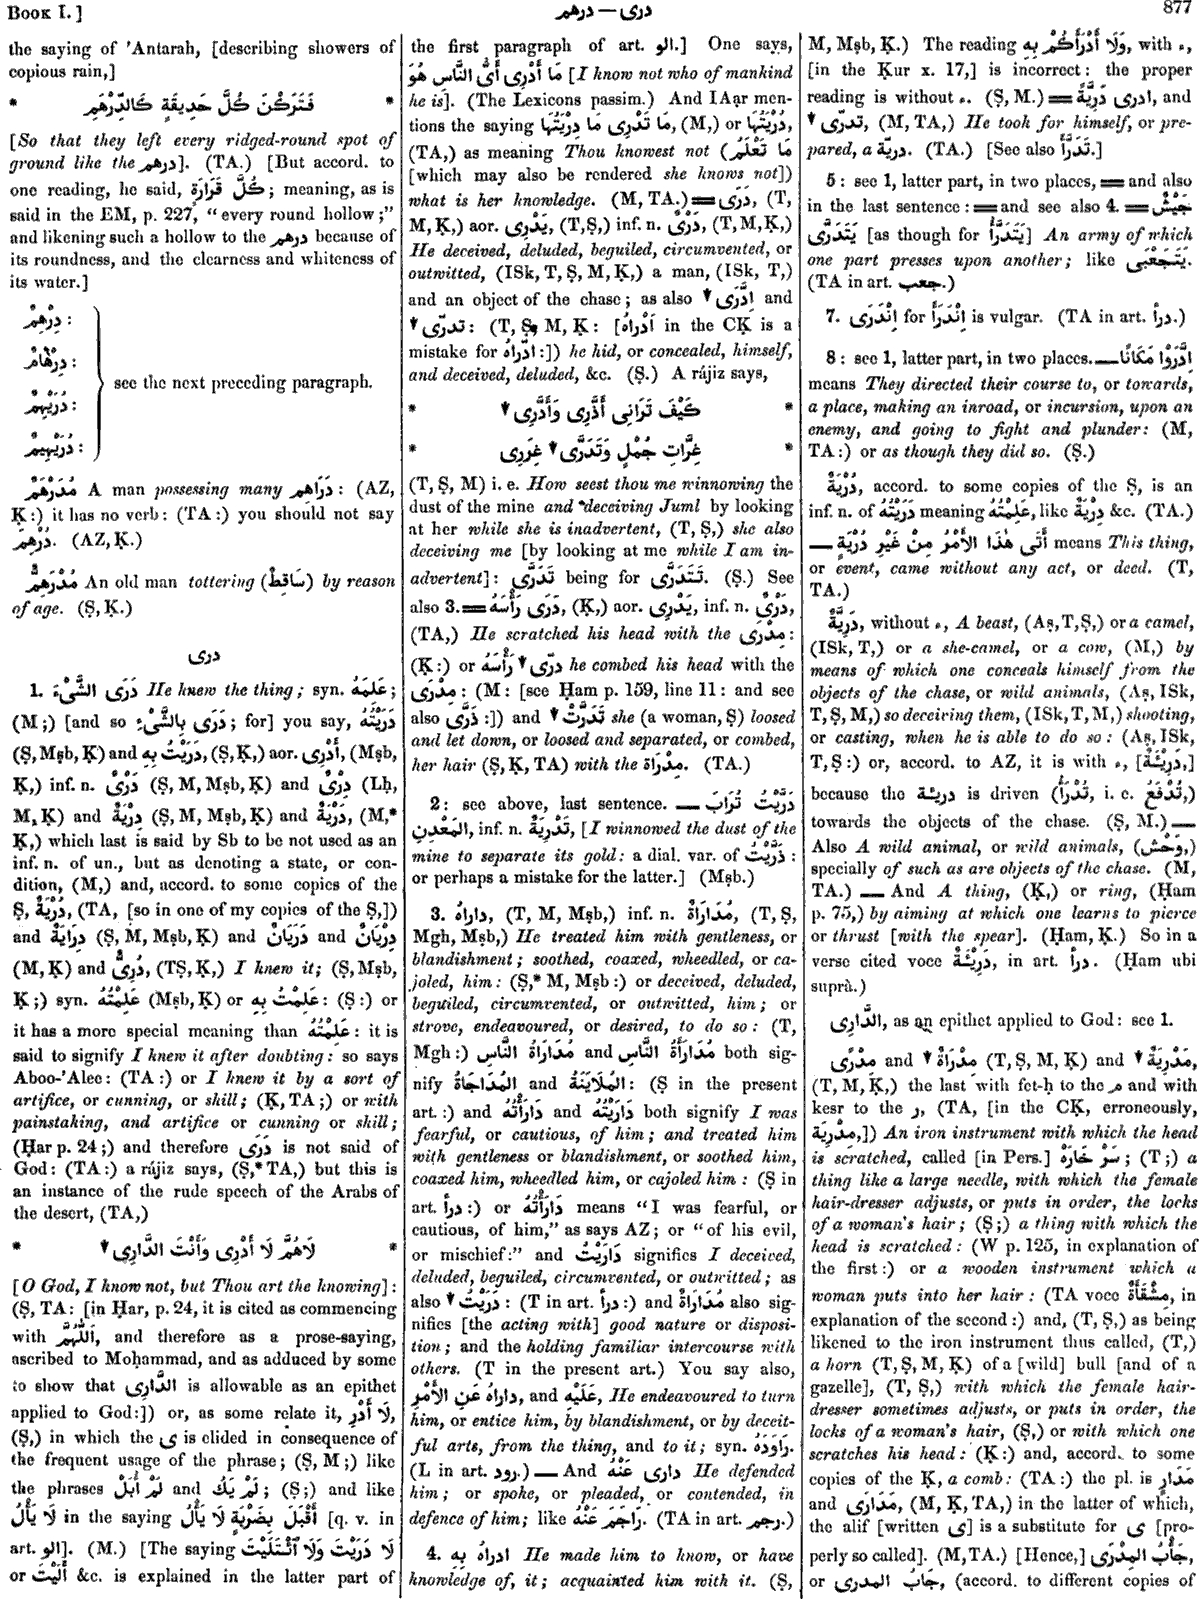 Book I.]
درى — درهم
877
the saying of 'Antarah, [describing showers of
copious rain,]
* فَتَرَكْنَ كُلَّ حَدِيقَةٍ كَالدِّرْهَمِ *
[So that they left every ridged-round spot of
ground like the درهم]. (TA.) [But accord. to
one reading, he said, كُلَّ قَرَارَةٍ; meaning, as is
said in the EM, p. 227, "every round hollow;"
and likening such a hollow to the درهم because of
its roundness, and the clearness and whiteness of
its water.]
دِرْهِمٌ :
دِرْهَامٌ :
دُرَيْهِمٌ :
دُرَيْهِيمٌ :
see the next preceding paragraph.
مُدَرْهَمٌ A man possessing many دَرَاهِم : (AZ,
Ḳ:) it has no verb: (TA:) you should not say
دُرْهِمَ. (AZ, Ḳ.)
مُدْرَهِمٌّ An old man tottering (سَاقِطٌ) by reason
of age. (Ṣ, Ḳ.)
درى
1. دَرَى الشَّىْءَ He knew the thing; syn. عَلِمَهُ;
(M;) [and so دَرَى بِالشَّىْءِ; for] you say, دَرَيْتُهُ
(Ṣ, Mṣb, Ḳ) and دَرَيْتُ بِهِ, (Ṣ, Ḳ,) aor. أَدْرِى, (Mṣb,
Ḳ,) inf. n. دَرْىٌ (Ṣ, M, Mṣb, Ḳ) and دِرْىٌ (Lḥ,
M, Ḳ) and دِرْيَةٌ (Ṣ, M, Mṣb, Ḳ) and دَرْيَةٌ, (M,*
Ḳ,) which last is said by Sb to be not used as an
inf. n. of un., but as denoting a state, or con-
dition, (M,) and, accord. to some copies of the
Ṣ, دُرْيَةٌ, (TA, [so in one of my copies of the Ṣ,])
and دِرَايَةٌ (Ṣ, M, Mṣb, Ḳ) and دَرَيَانٌ and دِرْيَانٌ
(M, Ḳ) and دُرِىٌّ, (TṢ, Ḳ,) I knew it; (Ṣ, Mṣb,
Ḳ;) syn. عَلِمْتُهُ (Mṣb, Ḳ) or عَلِمْتُ بِهِ : (Ṣ:) or
it has a more special meaning than عَلِمْتُهُ : it is
said to signify I knew it after doubting: so says
Aboo-'Alee: (TA:) or I knew it by a sort of
artifice, or cunning, or skill; (Ḳ, TA;) or with
painstaking, and artifice or cunning or skill;
(Ḥar p. 24;) and therefore دَرَى is not said of
God: (TA:) a rájiz says, (Ṣ,* TA,) but this is
an instance of the rude speech of the Arabs of
the desert, (TA,)
* لَاهُمَّ لَا أَدْرِى وَأَنْتَ الدَّارِى *
[O God, I know not, but Thou art the knowing]:
(Ṣ, TA: [in Ḥar, p. 24, it is cited as commencing
with اَللّٰهُمَّ, and therefore as a prose-saying,
ascribed to Moḥammad, and as adduced by some
to show that الدَّارِى is allowable as an epithet
applied to God:]) or, as some relate it, لَا أَدْرِ,
(Ṣ,) in which the ى is elided in consequence of
the frequent usage of the phrase; (Ṣ, M;) like
the phrases لَمْ أُبَلْ and لَمْ يَكُ; (Ṣ;) and like
لَا يَأْلُ in the saying أَقْبَلَ بِضَرْبَةٍ لَا يَأْلُ [q. v. in
art. الو]. (M.) [The saying لَا دَرَيْتَ وَلَا ٱئْتَلَيْتَ
or أَلَيْتَ &c. is explained in the latter part of
the first paragraph of art. الو.] One says,
مَا أَدْرِى أَىُّ النَّاسِ هُوَ [I know not who of mankind
he is]. (The Lexicons passim.) And IAạr men-
tions the saying مَا تَدْرِى مَا دِرْيَتُهَا, (M,) or دُرْيَتُهَا,
(TA,) as meaning Thou knowest not (مَا تَعْلَمُ
[which may also be rendered she knows not])
what is her knowledge. (M, TA.) = دَرَى, (T,
M, Ḳ,) aor. يَدْرِى, (T, Ṣ,) inf. n. دَرْىٌ, (T, M, Ḳ,)
He deceived, deluded, beguiled, circumvented, or
outwitted, (ISk, T, Ṣ, M, Ḳ,) a man, (ISk, T,)
and an object of the chase; as also اِدَّرَى and
تدرّى : (T, Ṣ, M, Ḳ: [اَدْرَاهُ in the CḲ is a
mistake for ادّراهُ :]) he hid, or concealed, himself,
and deceived, deluded, &c. (Ṣ.) A rájiz says,
* كَيْفَ تَرَانِى أَذَّرِى وَأَدَّرِى *
* غِرَّاتِ جُمْلٍ وَتَدَرَّى غِرَرِى *
(T, Ṣ, M) i. e. How seest thou me winnowing the
dust of the mine and deceiving Juml by looking
at her while she is inadvertent, (T, Ṣ,) she also
deceiving me [by looking at me while I am in-
advertent]: تَدَرَّى being for تَتَدَرَّى. (Ṣ.) See
also 3. = دَرَى رَأْسَهُ, (Ḳ,) aor. يَدْرِى, inf. n. دَرْىٌ,
(TA,) He scratched his head with the مِدْرَى :
(Ḳ:) or درّى رَأْسَهُ he combed his head with the
مِدْرَى : (M: [see Ḥam p. 159, line 11: and see
also ذَرَّى :]) and تَدَرَّتْ she (a woman, Ṣ) loosed
and let down, or loosed and separated, or combed,
her hair (Ṣ, Ḳ, TA) with the مِدْرَاة. (TA.)
2: see above, last sentence. — دَرَّيْتُ تُرَابَ
المَعْدِنِ, inf. n. تَدْرِيَةٌ, [I winnowed the dust of the
mine to separate its gold: a dial. var. of ذَرَّيْتُ :
or perhaps a mistake for the latter.] (Mṣb.)
3. داراهُ, (T, M, Mṣb,) inf. n. مُدَارَاةٌ, (T, Ṣ,
Mgh, Mṣb,) He treated him with gentleness, or
blandishment; soothed, coaxed, wheedled, or ca-
joled, him: (Ṣ,* M, Mṣb:) or deceived, deluded,
beguiled, circumvented, or outwitted, him; or
strove, endeavoured, or desired, to do so: (T,
Mgh:) مُدَارَاةُ النَّاسِ and مُدَارَأَةُ النَّاسِ both sig-
nify المُدَاجَاةُ and المُلَايَنَةُ : (Ṣ in the present
art.:) and دَارَأْتُهُ and دَارَيْتُهُ both signify I was
fearful, or cautious, of him; and treated him
with gentleness or blandishment, or soothed him,
coaxed him, wheedled him, or cajoled him: (Ṣ in
art. درأ :) or دَارَأْتُهُ means "I was fearful, or
cautious, of him," as says AZ; or "of his evil,
or mischief:" and دَارَيْتُ signifies I deceived,
deluded, beguiled, circumvented, or outwitted; as
also دَرَيْتُ : (T in art. درأ :) and مُدَارَاةٌ also sig-
nifies [the acting with] good nature or disposi-
tion; and the holding familiar intercourse with
others. (T in the present art.) You say also,
داراهُ عَنِ الأَمْرِ, and عَلَيْهِ, He endeavoured to turn
him, or entice him, by blandishment, or by deceit-
ful arts, from the thing, and to it; syn. رَاوَدَهُ.
(L in art. رود.) — And دارى عَنْهُ He defended
him; or spoke, or pleaded, or contended, in
defence of him; like رَاجَمَ عَنْهُ. (TA in art. رجم.)
4. ادراهُ بِهِ He made him to know, or have
knowledge of, it; acquainted him with it. (Ṣ,
M, Mṣb, Ḳ.) The reading وَلَا أَدْرَأَكُمْ بِهِ, with ء,
[in the Ḳur x. 17,] is incorrect: the proper
reading is without ء. (Ṣ, M.) = ادرى دَرِيَّةً, and
تدرّى, (M, TA,) He took for himself, or pre-
pared, a دريّة. (TA.) [See also تَدَرَّأَ.]
5: see 1, latter part, in two places, = and also
in the last sentence: = and see also 4. = جَيْشٌ
يَتَدَرَّى [as though for يَتَدَرَّأُ] An army of which
one part presses upon another; like يَتَجَعْبَى.
(TA in art. جعب.)
7. اِنْدَرَى for اِنْدَرَأَ is vulgar. (TA in art. درأ.)
8: see 1, latter part, in two places. — اِدَّرَوْا مَكَانًا
means They directed their course to, or towards,
a place, making an inroad, or incursion, upon an
enemy, and going to fight and plunder: (M,
TA:) or as though they did so. (Ṣ.)
دُرْيَةٌ, accord. to some copies of the Ṣ, is an
inf. n. of دَرَيْتُهُ meaning عَلِمْتُهُ, like دِرْيَةٌ &c. (TA.)
— أَتَى هٰذَا الأَمْرُ مِنْ غَيْرِ دُرْيَةٍ means This thing,
or event, came without any act, or deed. (T,
TA.)
دَرِيَّةٌ, without ء, A beast, (Aṣ, T, Ṣ,) or a camel,
(ISk, T,) or a she-camel, or a cow, (M,) by
means of which one conceals himself from the
objects of the chase, or wild animals, (Aṣ, ISk,
T, Ṣ, M,) so deceiving them, (ISk, T, M,) shooting,
or casting, when he is able to do so: (Aṣ, ISk,
T, Ṣ:) or, accord. to AZ, it is with ء, [دَرِيْئَةٌ,]
because the دريئة is driven (تُدْرَأُ, i. e. تُدْفَعُ,)
towards the objects of the chase. (Ṣ, M.) —
Also A wild animal, or wild animals, (وَحْش,)
specially of such as are objects of the chase. (M,
TA.) — And A thing, (Ḳ,) or ring, (Ḥam
p. 75,) by aiming at which one learns to pierce
or thrust [with the spear]. (Ḥam, Ḳ.) So in a
verse cited voce دَرِيْئَةٌ, in art. درأ. (Ḥam ubi
suprà.)
الدَّارِى, as an epithet applied to God: see 1.
مِدْرًى and مِدْرَاةٌ (T, Ṣ, M, Ḳ) and مَدْرِيَةٌ,
(T, M, Ḳ,) the last with fet-ḥ to the م and with
kesr to the ر, (TA, [in the CḲ, erroneously,
مِدْرِيَة,]) An iron instrument with which the head
is scratched, called [in Pers.] سَرْ خَارَهْ; (T;) a
thing like a large needle, with which the female
hair-dresser adjusts, or puts in order, the locks
of a woman's hair; (Ṣ;) a thing with which the
head is scratched: (W p. 125, in explanation of
the first:) or a wooden instrument which a
woman puts into her hair: (TA voce مِشْقَأَةٌ, in
explanation of the second:) and, (T, Ṣ,) as being
likened to the iron instrument thus called, (T,)
a horn (T, Ṣ, M, Ḳ) of a [wild] bull [and of a
gazelle], (T, Ṣ,) with which the female hair-
dresser sometimes adjusts, or puts in order, the
locks of a woman's hair, (Ṣ,) or with which one
scratches his head: (Ḳ:) and, accord. to some
copies of the Ḳ, a comb: (TA:) the pl. is مَدَارٍ
and مَدَارَى, (M, Ḳ, TA,) in the latter of which,
the alif [written ى] is a substitute for ى [pro-
perly so called]. (M, TA.) [Hence,] جَأْبُ المِدْرَى,
or جَابُ المدرى, (accord. to different copies of